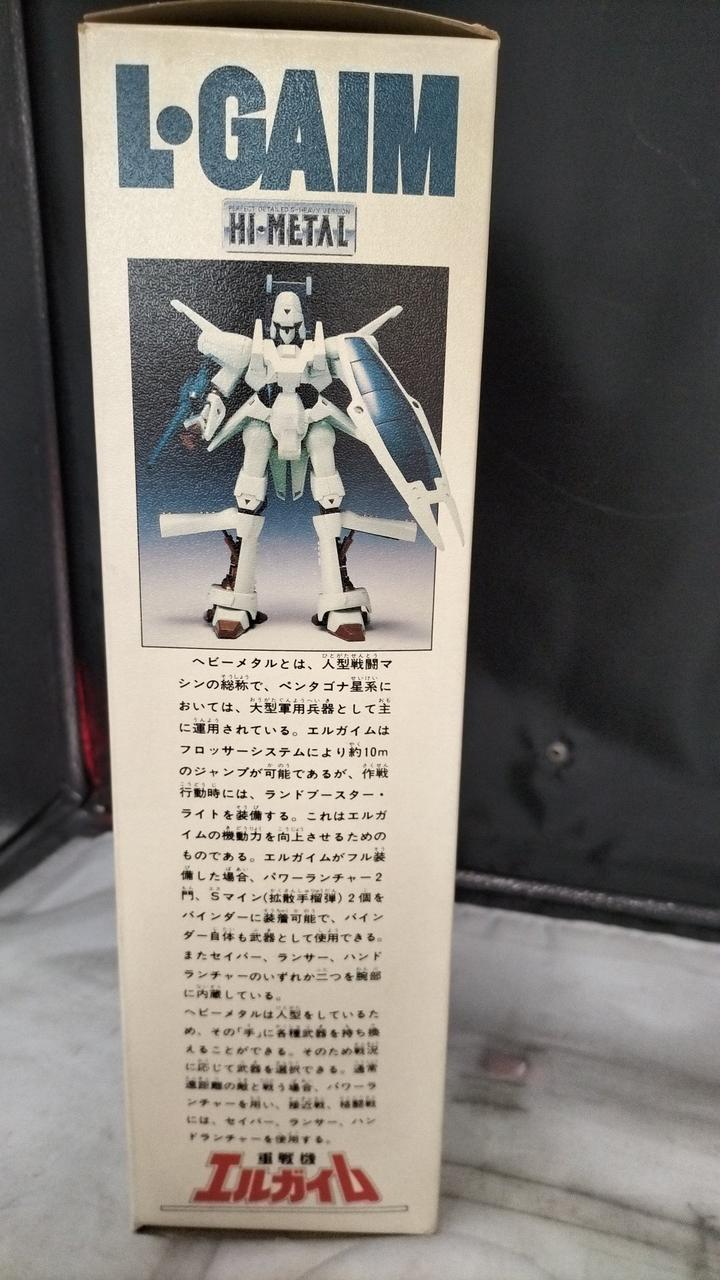 L·GAIM
PERFECT DETAILED S-HEAVY VERSION
HI-METAL
ヘビーメタルとは、人型戦闘マ
シンの総称で、ペンタゴナ星系に
おいては、大型軍用兵器として主
に運用されている。エルガイムは
フロッサーシステムにより約10m
のジャンプが可能であるが、作戦
行動時には、ランドブースター・
ライトを装備する。これはエルガ
イムの機動力を向上させるための
ものである。エルガイムがフル装
備した場合、パワーランチャー2
門、Sマイン(拡散手榴弾)2個を
バインダーに装着可能で、バイン
ダー自体も武器として使用できる。
またセイバー、ランサー、ハンド
ランチャーのいずれか二つを腕部
に内蔵している。
ヘビーメタルは人型をしているた
め、その「手」に各種武器を持ち換
えることができる。そのため戦況
に応じて武器を選択できる。通常
遠距離の敵と戦う場合、パワーラ
ンチャーを用い、接近戦、格闘戦
には、セイバー、ランサー、ハン
ドランチャーを使用する。
重戦機
エルガイム